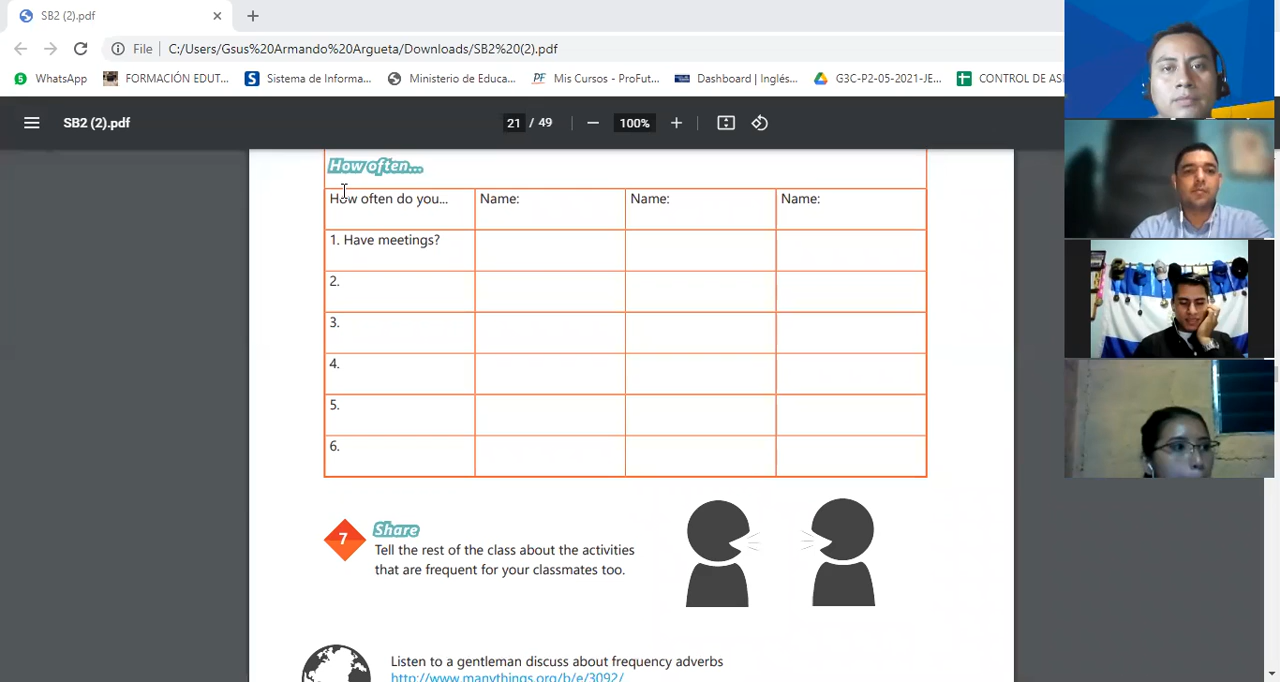 SB2 (2).pdf
File C:/Users/Gsus%20Armando%20Argueta/Downloads/SB2%20(2).pdf
WhatsApp FORMACIÓN EDUT... Sistema de Informa... Ministerio de Educa... Mis Cursos - ProFut... Dashboard | Inglés... G3C-P2-05-2021-JE... CONTROL DE AS
SB2 (2).pdf 21 / 49 100%
How often...
How often do you... Name: Name: Name:
1. Have meetings?
2.
3.
4.
5.
6.
7 Share
Tell the rest of the class about the activities
that are frequent for your classmates too.
Listen to a gentleman discuss about frequency adverbs
http://www.manythings.org/b/e/3092/